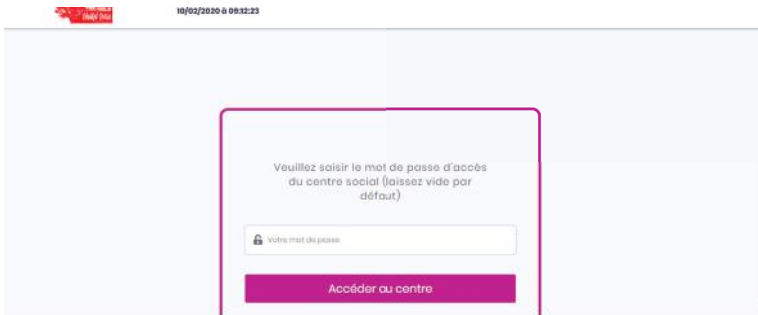 10/02/2020 à 09:12:23
Veuillez saisir le mot de passe d'accès
du centre social (laissez vide par
défaut)
Votre mot de passe
Accéder au centre